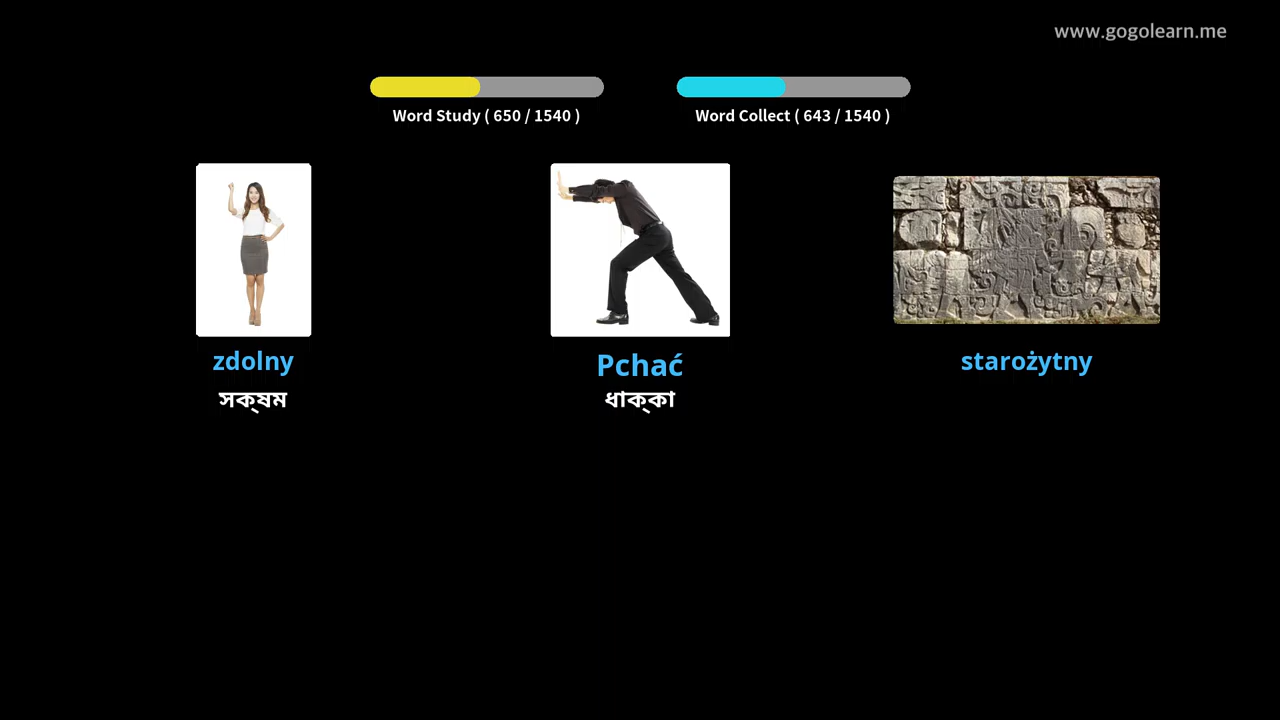 www.gogolearn.me
Word Study ( 650 / 1540 )
Word Collect ( 643 / 1540 )
zdolny
Pchać
starożytny
সক্ষম
ধাক্কা